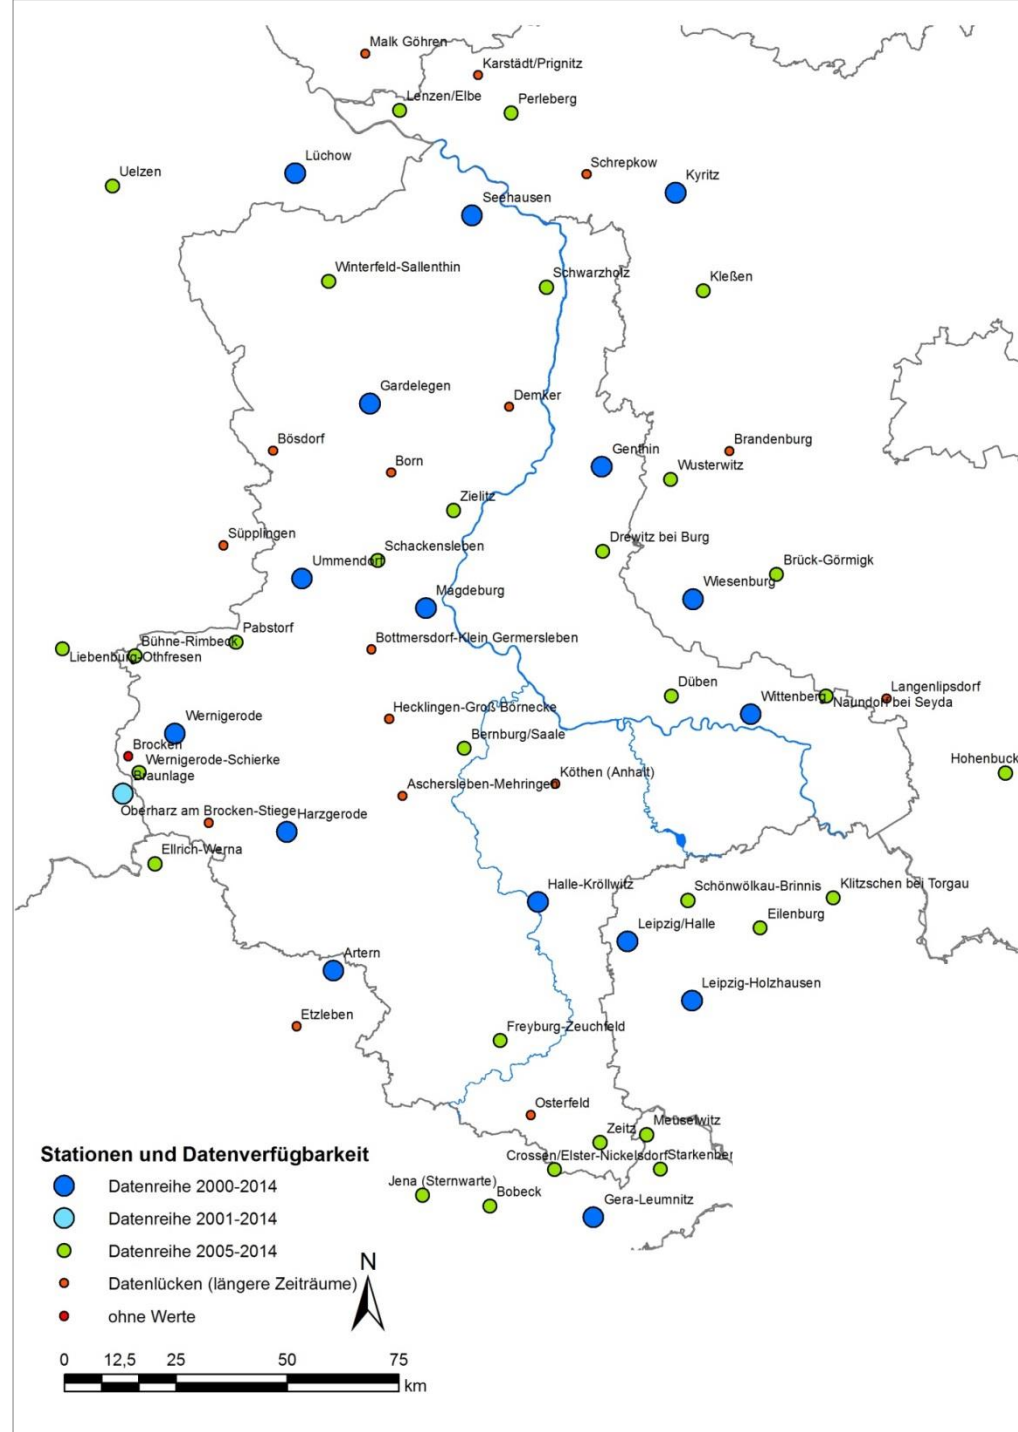 Malk Göhren
Karstädt/Prignitz
Lenzen/Elbe
Perleberg
Lüchow
Uelzen
Schrepkow
Kyritz
Seehausen
Winterfeld-Sallenthin
Schwarzholz
Kleßen
Gardelegen
Demker
Bösdorf
Brandenburg
Genthin
Born
Wusterwitz
Zielitz
Süpplingen
Schackensleben
Drewitz bei Burg
Ummendorf
Brück-Görmigk
Wiesenburg
Magdeburg
Pabstorf
Bühne-Rimbeck
Bottmersdorf-Klein Germersleben
Liebenburg-Othfresen
Düben
Langenlipsdorf
Wittenberg
Naundorf bei Seyda
Hecklingen-Groß Börnecke
Wernigerode
Bernburg/Saale
Brocken
Wernigerode-Schierke
Hohenbuck
Köthen (Anhalt)
Braunlage
Aschersleben-Mehringen
Oberharz am Brocken-Stiege
Harzgerode
Ellrich-Werna
Halle-Kröllwitz
Schönwölkau-Brinnis
Klitzschen bei Torgau
Eilenburg
Leipzig/Halle
Artern
Leipzig-Holzhausen
Etzleben
Freyburg-Zeuchfeld
Osterfeld
Meuselwitz
Zeitz
Crossen/Elster-Nickelsdorf
Starkenber
Jena (Sternwarte)
Bobeck
Gera-Leumnitz
Stationen und Datenverfügbarkeit
Datenreihe 2000-2014
Datenreihe 2001-2014
Datenreihe 2005-2014
Datenlücken (längere Zeiträume)
ohne Werte
N
0 12,5 25 50 75
km